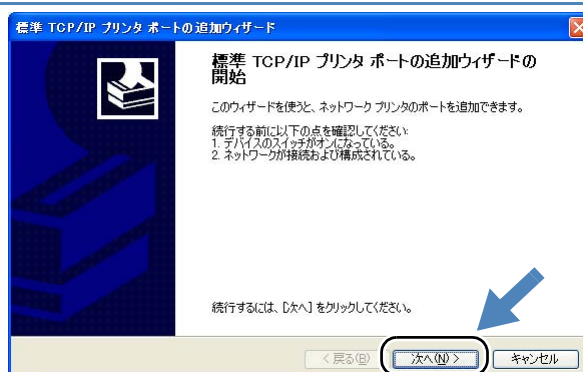 標準 TCP/IP プリンタ ポートの追加ウィザード
標準 TCP/IP プリンタ ポートの追加ウィザードの
開始
このウィザードを使うと、ネットワーク プリンタのポートを追加できます。
続行する前に以下の点を確認してください:
1. デバイスのスイッチがオンになっている。
2. ネットワークが接続および構成されている。
続行するには、[次へ] をクリックしてください。
< 戻る(B)
次へ(N) >
キャンセル